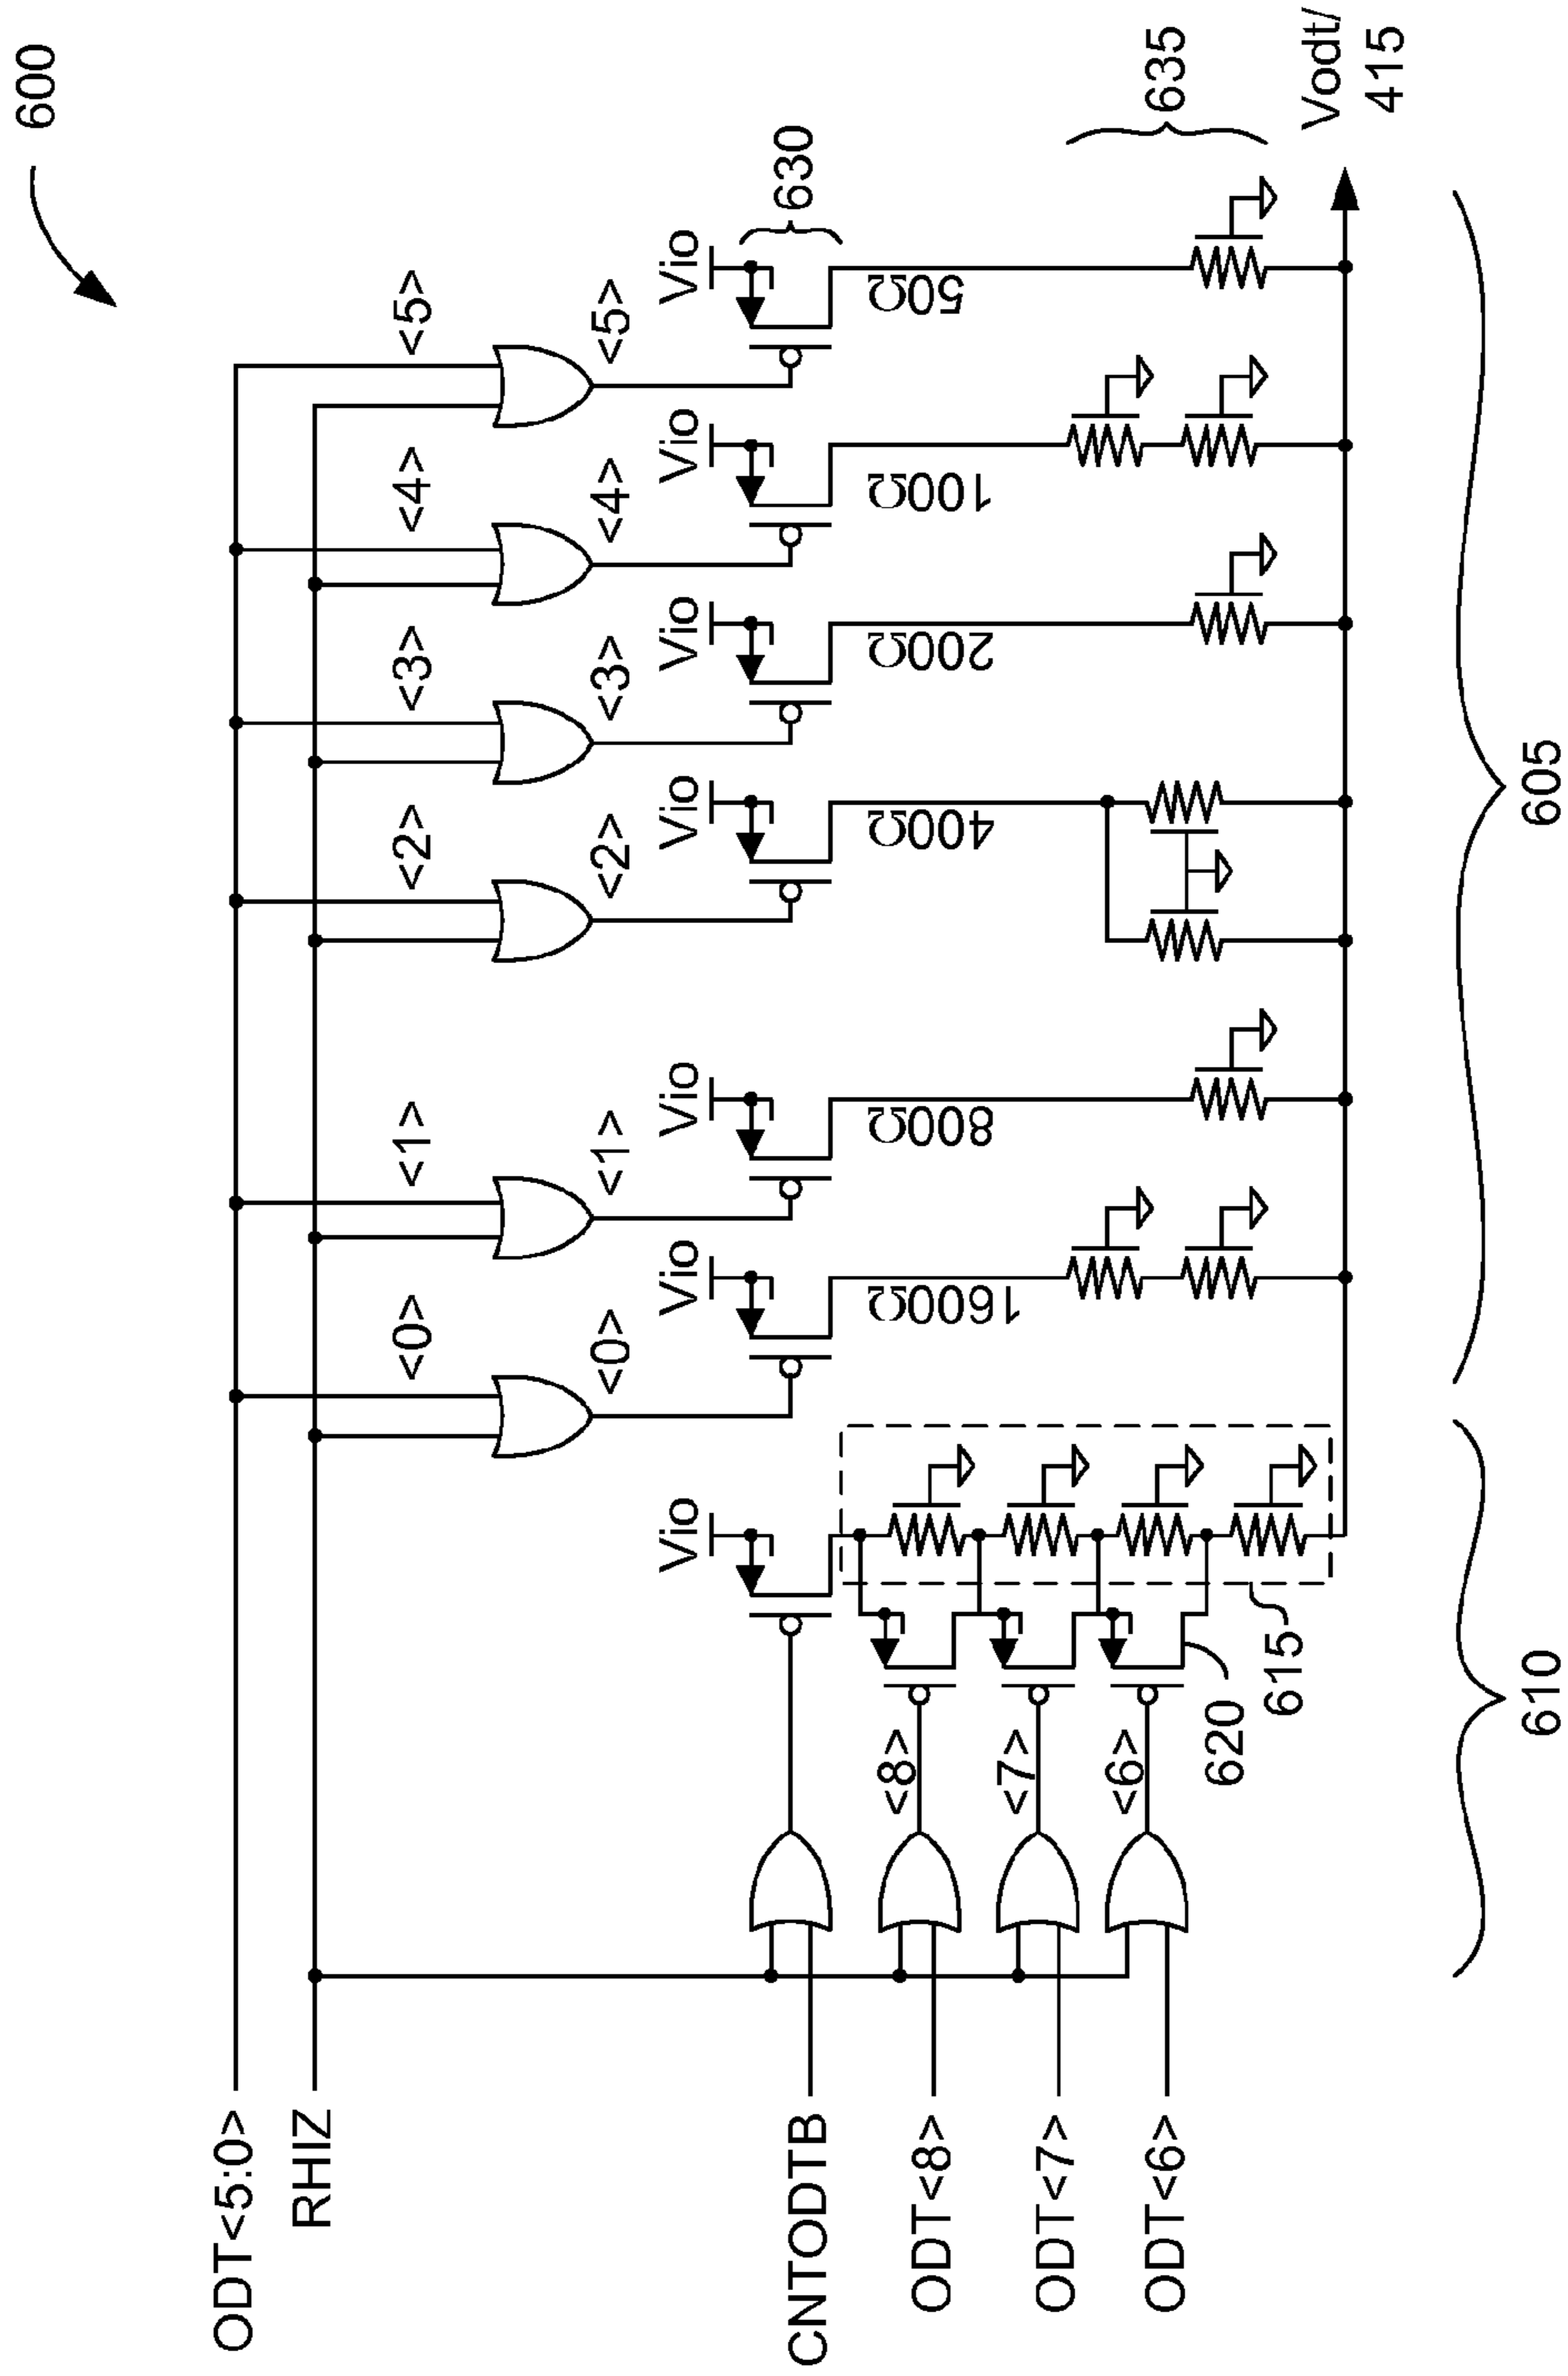 600
ODT<5:0>
RHIZ
CNTODTB
ODT<8>
ODT<7>
ODT<6>
<0>
<1>
<2>
<3>
<4>
<5>
<0>
<1>
<2>
<3>
<4>
<5>
<8>
<7>
<6>
Vio
Vio
Vio
Vio
Vio
Vio
Vio
630
1600Ω
800Ω
400Ω
200Ω
100Ω
50Ω
635
620
615
Vodt/
415
610
605